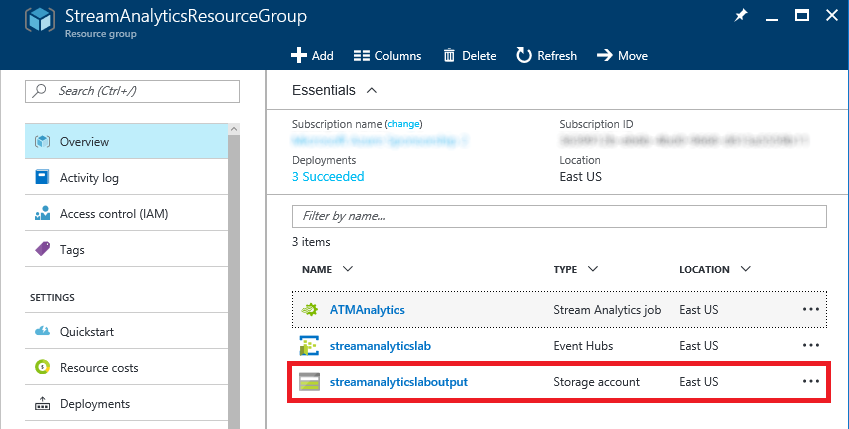 StreamAnalyticsResourceGroup
Resource group
Add Columns Delete Refresh Move
Search (Ctrl+/)
Overview
Activity log
Access control (IAM)
Tags
SETTINGS
Quickstart
Resource costs
Deployments
Essentials
Subscription name (change) Subscription ID
Deployments Location
3 Succeeded East US
Filter by name...
3 items
NAME TYPE LOCATION
ATMAnalytics Stream Analytics job East US ...
streamanalyticslab Event Hubs East US ...
streamanalyticslaboutput Storage account East US ...